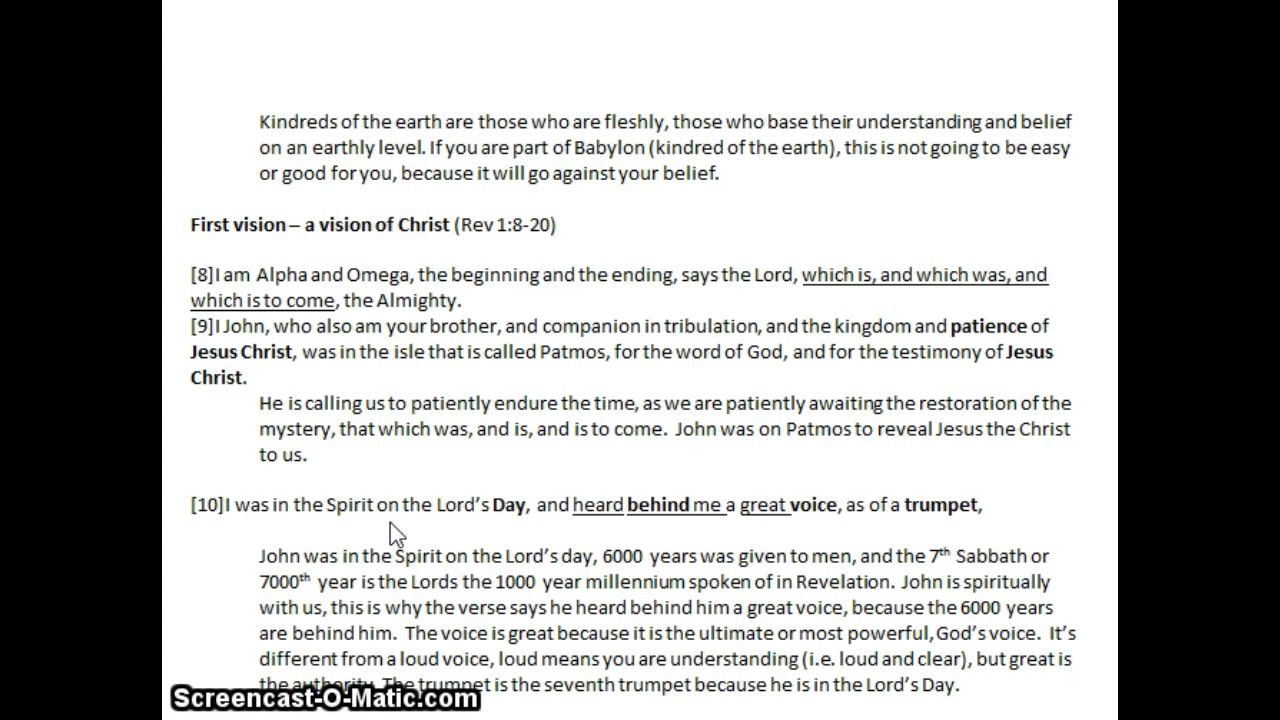 Kindreds of the earth are those who are fleshly, those who base their understanding and belief
on an earthly level. If you are part of Babylon (kindred of the earth), this is not going to be easy
or good for you, because it will go against your belief.
First vision – a vision of Christ (Rev 1:8-20)
[8]I am Alpha and Omega, the beginning and the ending, says the Lord, which is, and which was, and
which is to come, the Almighty.
[9]I John, who also am your brother, and companion in tribulation, and the kingdom and patience of
Jesus Christ, was in the isle that is called Patmos, for the word of God, and for the testimony of Jesus
Christ.
He is calling us to patiently endure the time, as we are patiently awaiting the restoration of the
mystery, that which was, and is, and is to come. John was on Patmos to reveal Jesus the Christ
to us.
[10]I was in the Spirit on the Lord's Day, and heard behind me a great voice, as of a trumpet,
John was in the Spirit on the Lord's day, 6000 years was given to men, and the 7th Sabbath or
7000th year is the Lords the 1000 year millennium spoken of in Revelation. John is spiritually
with us, this is why the verse says he heard behind him a great voice, because the 6000 years
are behind him. The voice is great because it is the ultimate or most powerful, God's voice. It's
different from a loud voice, loud means you are understanding (i.e. loud and clear), but great is
the authority. The trumpet is the seventh trumpet because he is in the Lord's Day.
Screencast-O-Matic.com